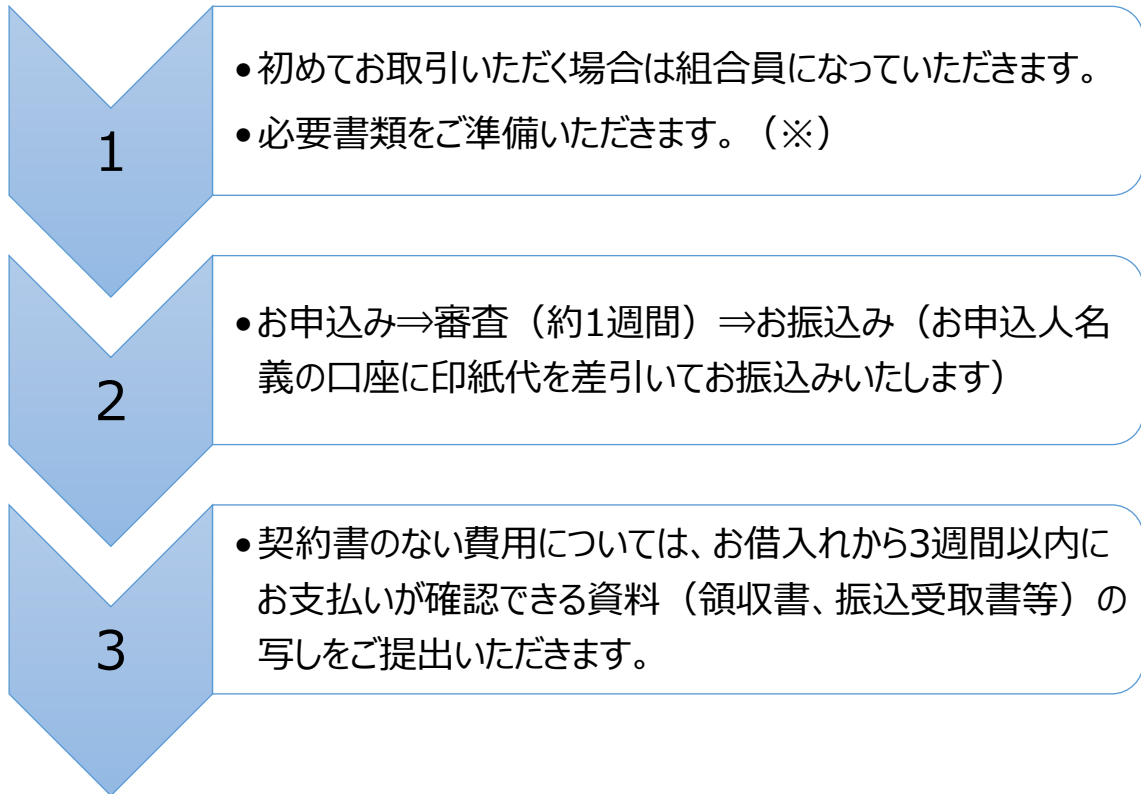 1
•初めてお取引いただく場合は組合員になっていただきます。
•必要書類をご準備いただきます。（※）
2
•お申込み⇒審査（約1週間）⇒お振込み（お申込人名
義の口座に印紙代を差引いてお振込みいたします）
3
•契約書のない費用については、お借入れから3週間以内に
お支払いが確認できる資料（領収書、振込受取書等）の
写しをご提出いただきます。